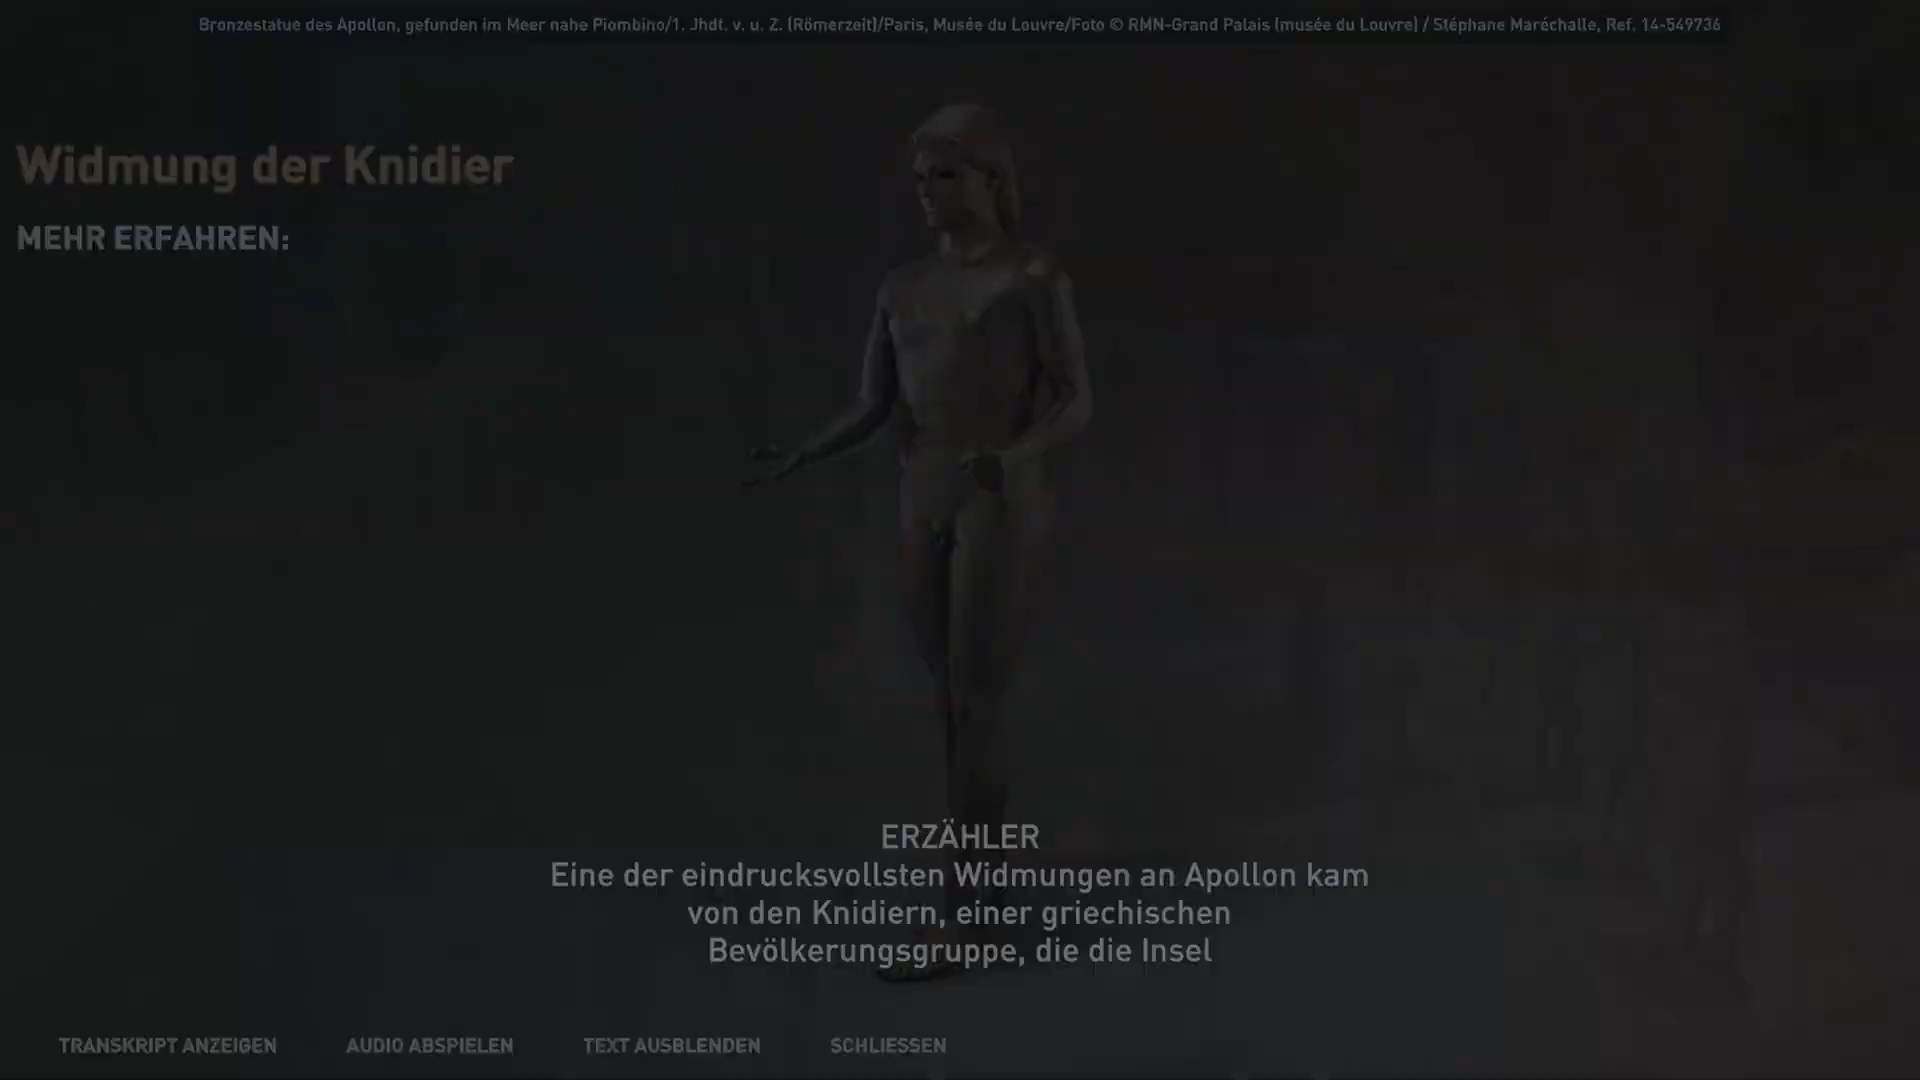 Bronzestatue des Apollon, gefunden im Meer nahe Piombino/1. Jhdt. v. u. Z. (Römerzeit)/Paris, Musée du Louvre/Foto © RMN-Grand Palais (musée du Louvre) / Stéphane Maréchalle, Ref. 14-549736
Widmung der Knidier
MEHR ERFAHREN:
ERZÄHLER
Eine der eindrucksvollsten Widmungen an Apollon kam
von den Knidiern, einer griechischen
Bevölkerungsgruppe, die die Insel
TRANSKRIPT ANZEIGEN AUDIO ABSPIELEN TEXT AUSBLENDEN SCHLIESSEN